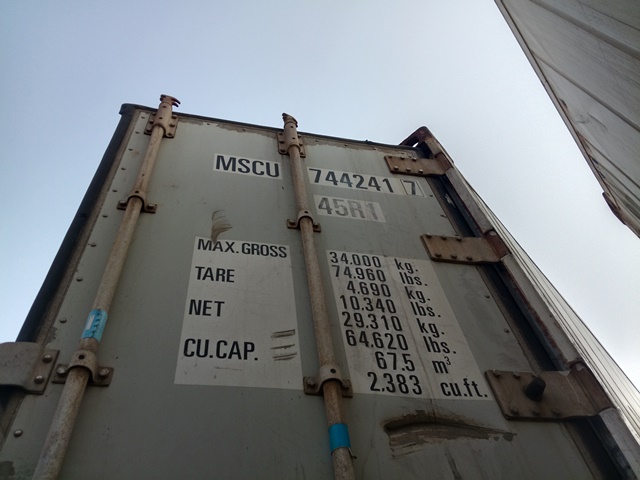 MSCU 744241 7
45R1
MAX. GROSS 34.000 kg.
74.960 lbs.
TARE 4.690 kg.
10.340 lbs.
NET 29.310 kg.
64.620 lbs.
CU.CAP. 67.5 m³
2.383 cu.ft.